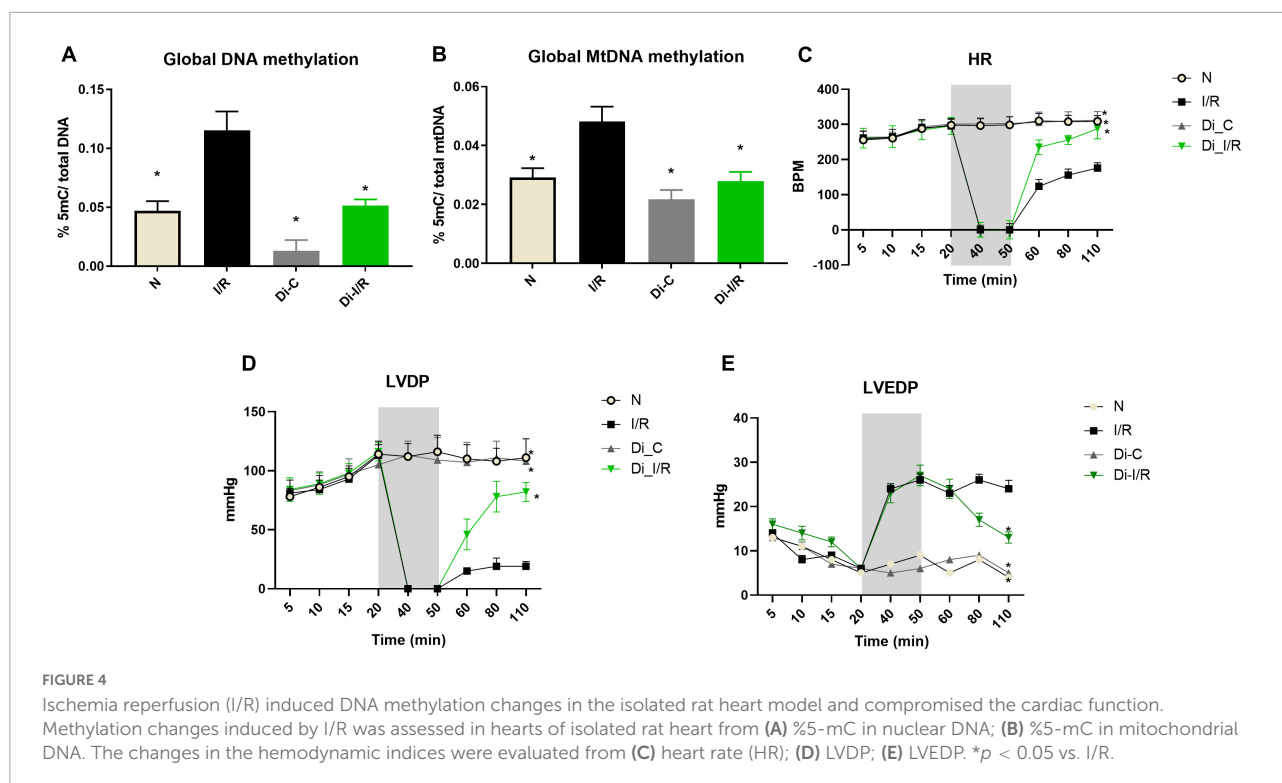 A
Global DNA methylation
% 5mC/ total DNA
0.15
0.10
0.05
0.00
*
*
*
N
I/R
Di-C
Di-I/R
B
Global MtDNA methylation
% 5mC/ total mtDNA
0.06
0.04
0.02
0.00
*
*
*
N
I/R
Di-C
Di-I/R
C
HR
BPM
400
300
200
100
0
-100
*
*
*
5
10
15
20
40
50
60
80
110
Time (min)
N
I/R
Di_C
Di_I/R
D
LVDP
mmHg
150
100
50
0
*
*
*
5
10
15
20
40
50
60
80
110
Time (min)
N
I/R
Di_C
Di_I/R
E
LVEDP
mmHg
40
30
20
10
0
*
*
*
5
10
15
20
40
50
60
80
110
Time (min)
N
I/R
Di-C
Di-I/R
FIGURE 4
Ischemia reperfusion (I/R) induced DNA methylation changes in the isolated rat heart model and compromised the cardiac function.
Methylation changes induced by I/R was assessed in hearts of isolated rat heart from (A) %5-mC in nuclear DNA; (B) %5-mC in mitochondrial
DNA. The changes in the hemodynamic indices were evaluated from (C) heart rate (HR); (D) LVDP; (E) LVEDP. *p < 0.05 vs. I/R.